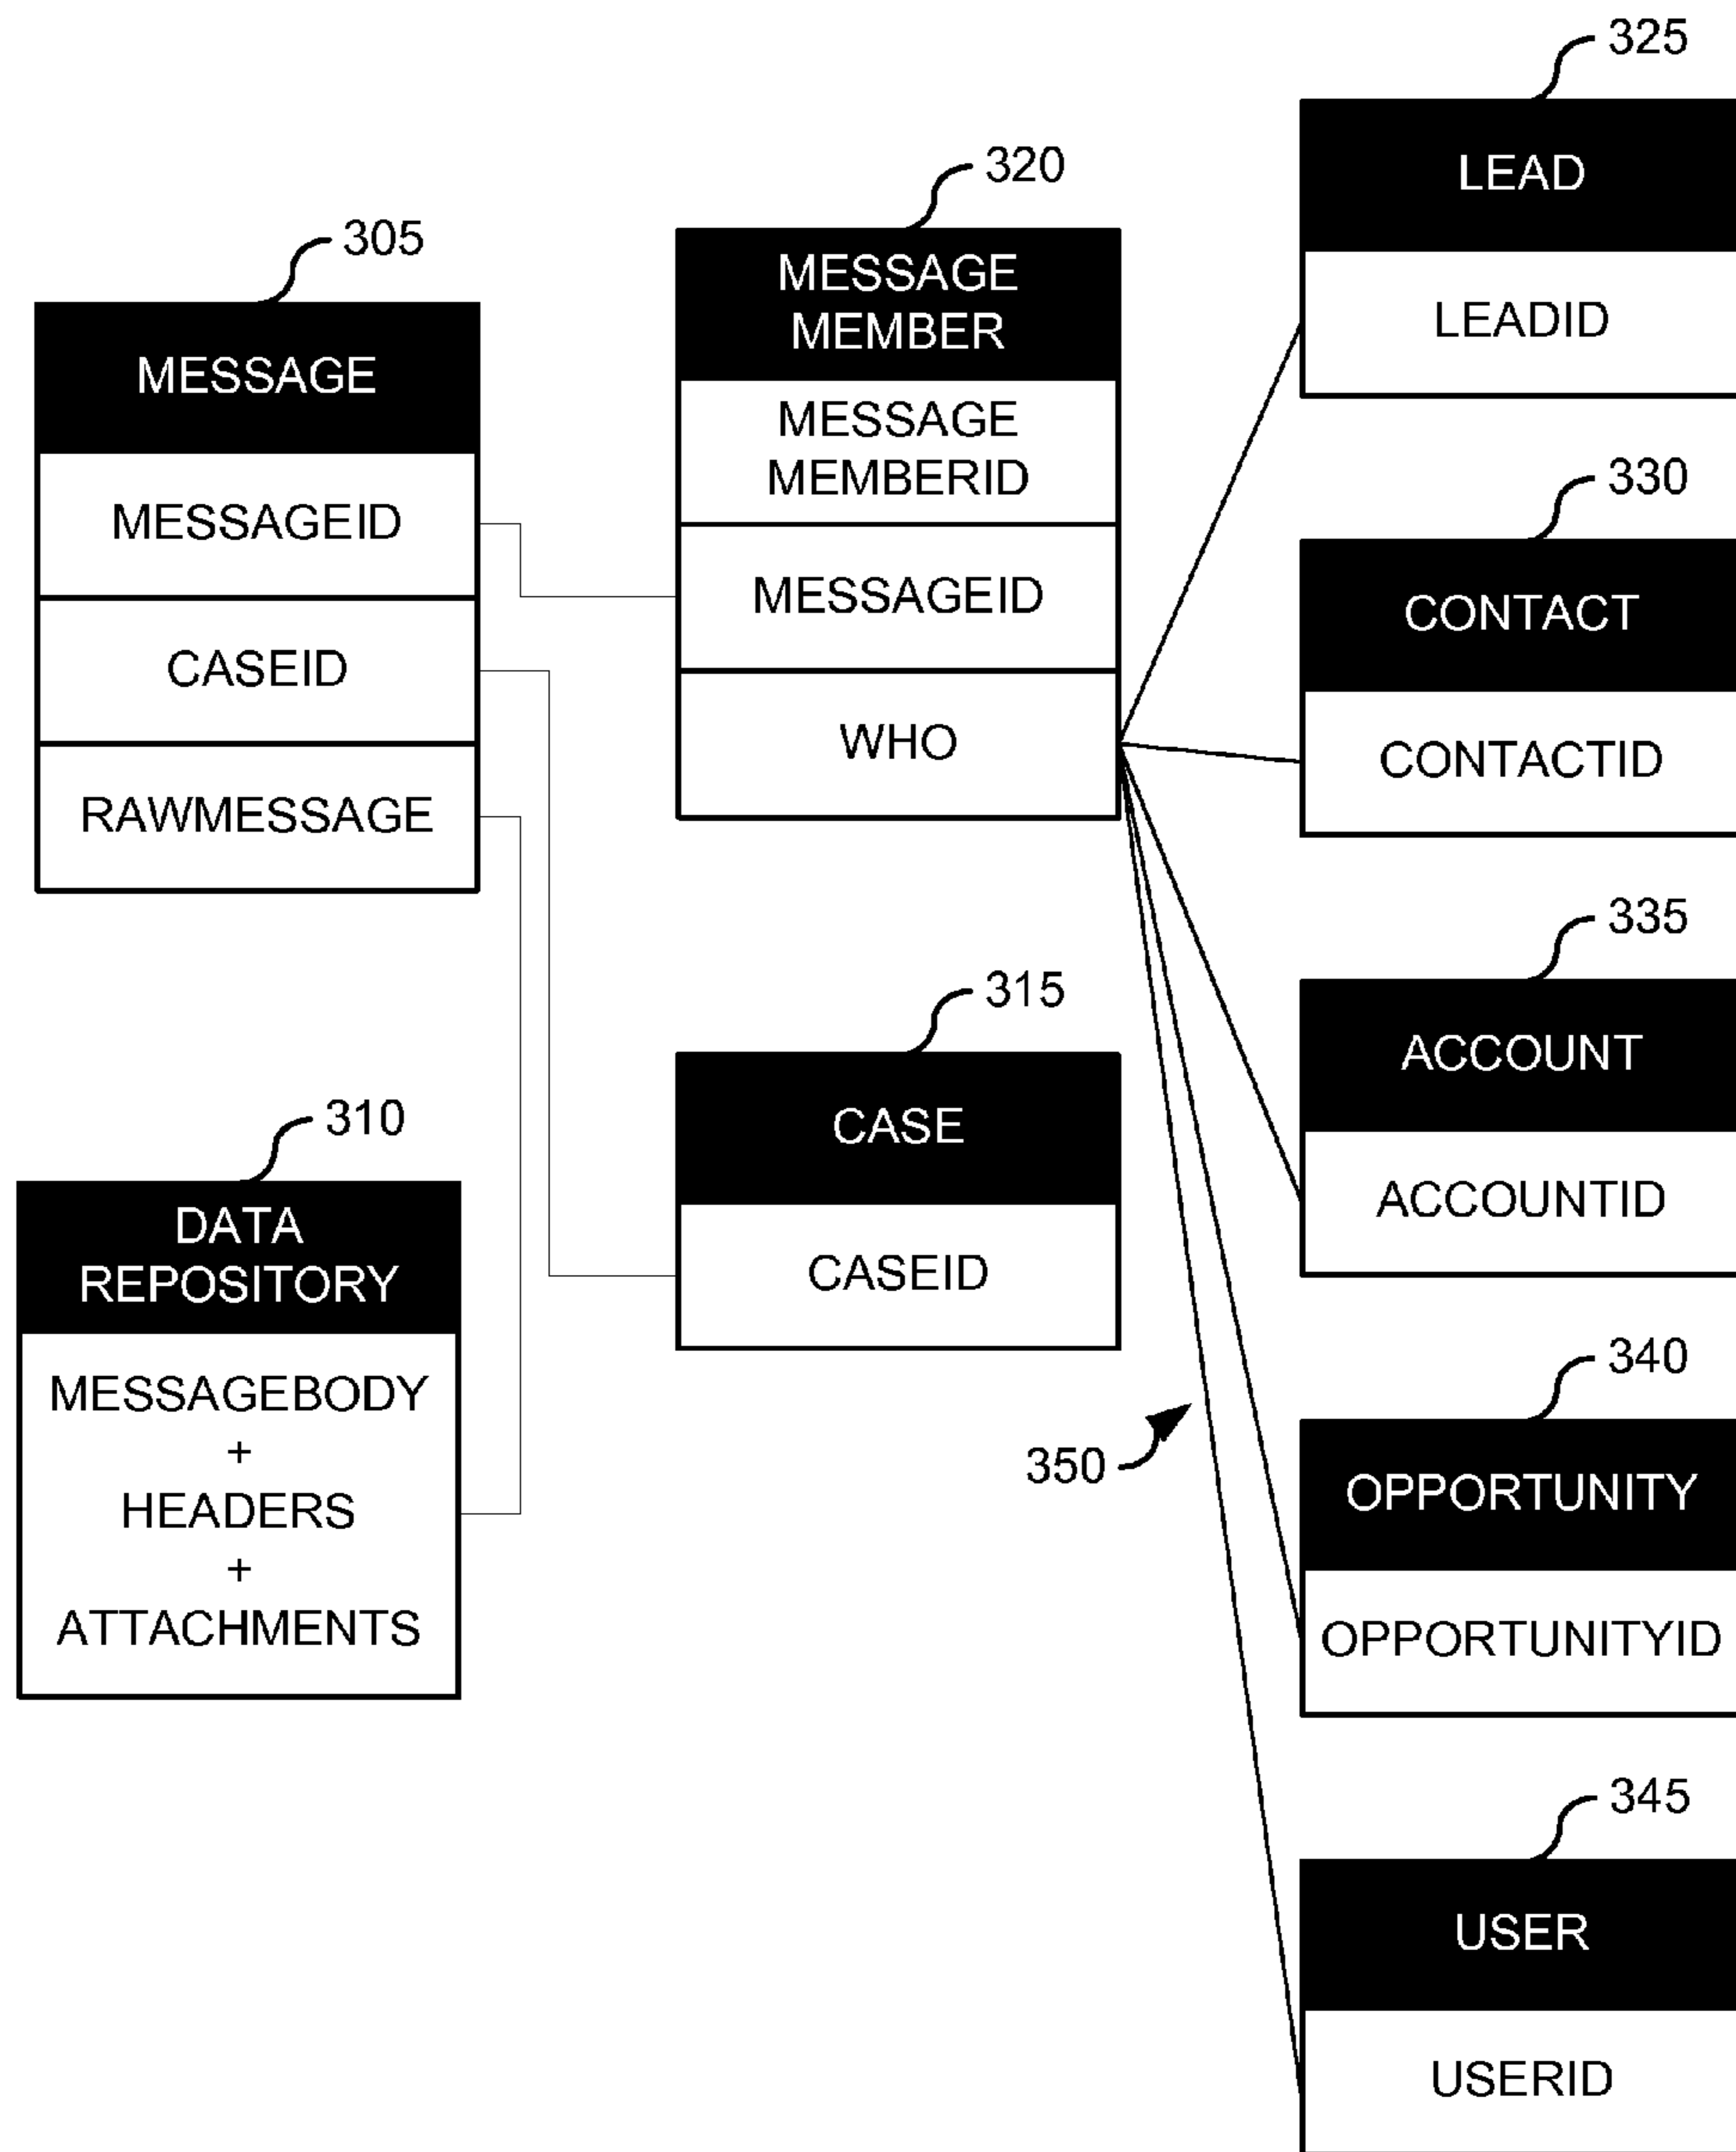 305
MESSAGE
MESSAGEID
CASEID
RAWMESSAGE
310
DATA
REPOSITORY
MESSAGEBODY
+
HEADERS
+
ATTACHMENTS
320
MESSAGE
MEMBER
MESSAGE
MEMBERID
MESSAGEID
WHO
315
CASE
CASEID
350
325
LEAD
LEADID
330
CONTACT
CONTACTID
335
ACCOUNT
ACCOUNTID
340
OPPORTUNITY
OPPORTUNITYID
345
USER
USERID